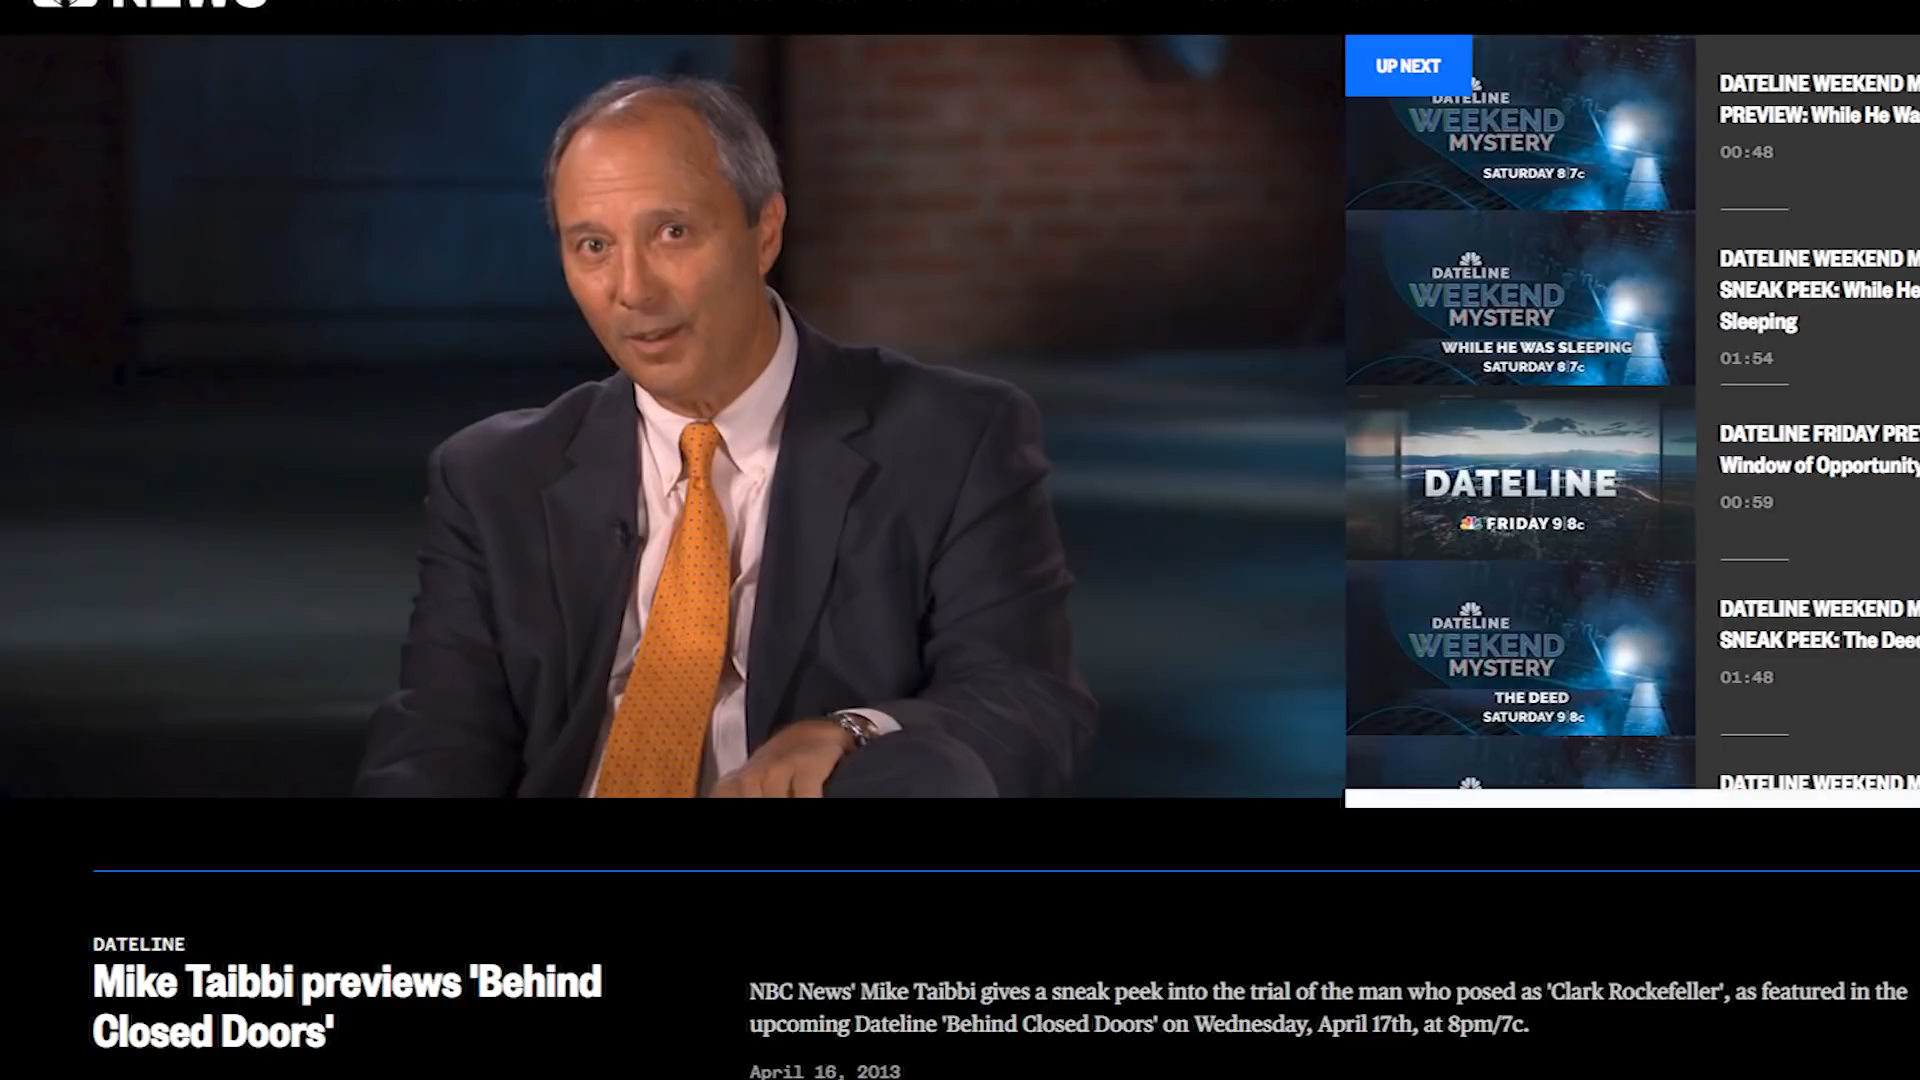 NEWS
UP NEXT
DATELINE
WEEKEND
MYSTERY
SATURDAY 8|7c
DATELINE WEEKEND M
PREVIEW: While He Wa
00:48
DATELINE
WEEKEND
MYSTERY
WHILE HE WAS SLEEPING
SATURDAY 8|7c
DATELINE WEEKEND M
SNEAK PEEK: While He
Sleeping
01:54
DATELINE
FRIDAY 9|8c
DATELINE FRIDAY PRE
Window of Opportunity
00:59
DATELINE
WEEKEND
MYSTERY
THE DEED
SATURDAY 9|8c
DATELINE WEEKEND M
SNEAK PEEK: The Deed
01:48
DATELINE WEEKEND M
DATELINE
Mike Taibbi previews 'Behind
Closed Doors'
NBC News' Mike Taibbi gives a sneak peek into the trial of the man who posed as 'Clark Rockefeller', as featured in the
upcoming Dateline 'Behind Closed Doors' on Wednesday, April 17th, at 8pm/7c.
April 16, 2013